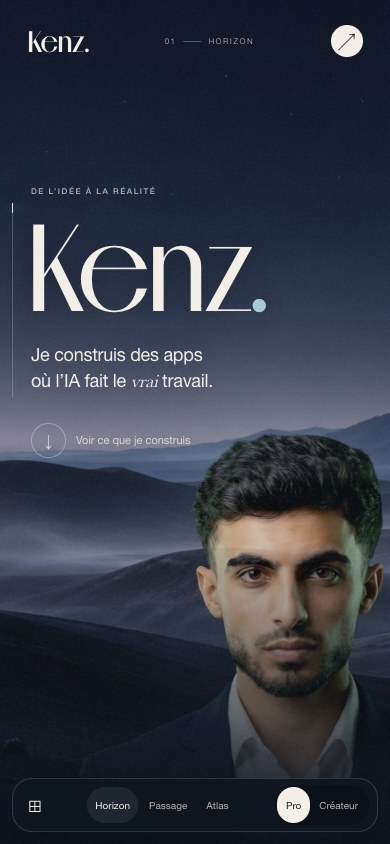 Kenz.
01 — HORIZON
DE L'IDÉE À LA RÉALITÉ
Kenz.
Je construis des apps
où l'IA fait le vrai travail.
Voir ce que je construis
Horizon Passage Atlas Pro Créateur